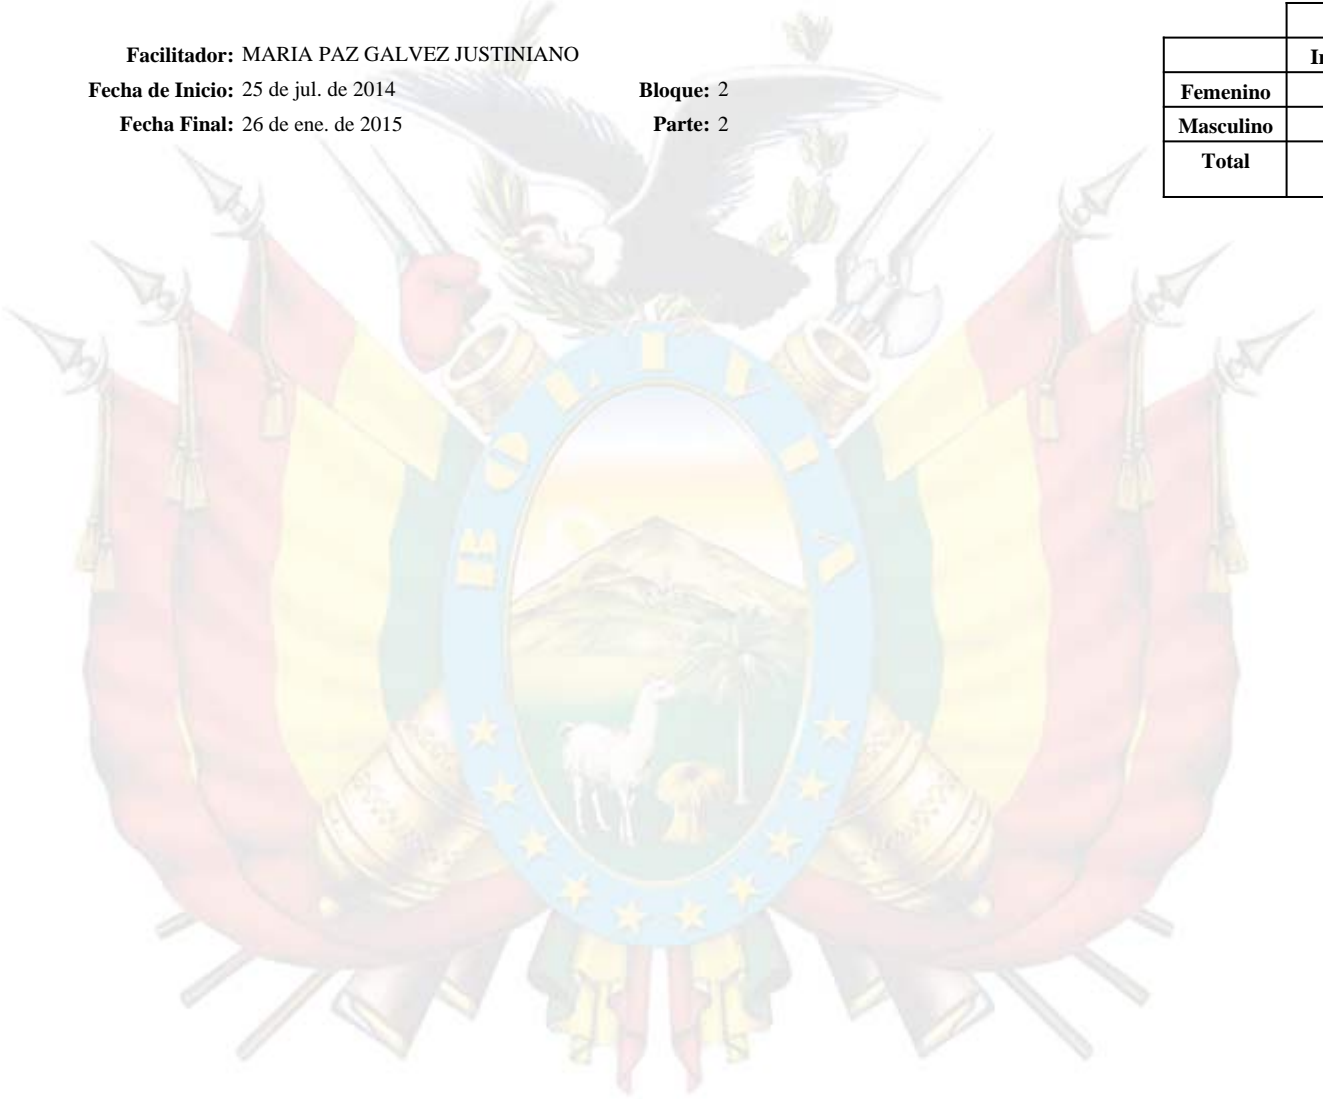 Facilitador: MARIA PAZ GALVEZ JUSTINIANO
Fecha de Inicio: 25 de jul. de 2014 Bloque: 2
Fecha Final: 26 de ene. de 2015 Parte: 2
Femenino
Masculino
Total
BOLIVIA